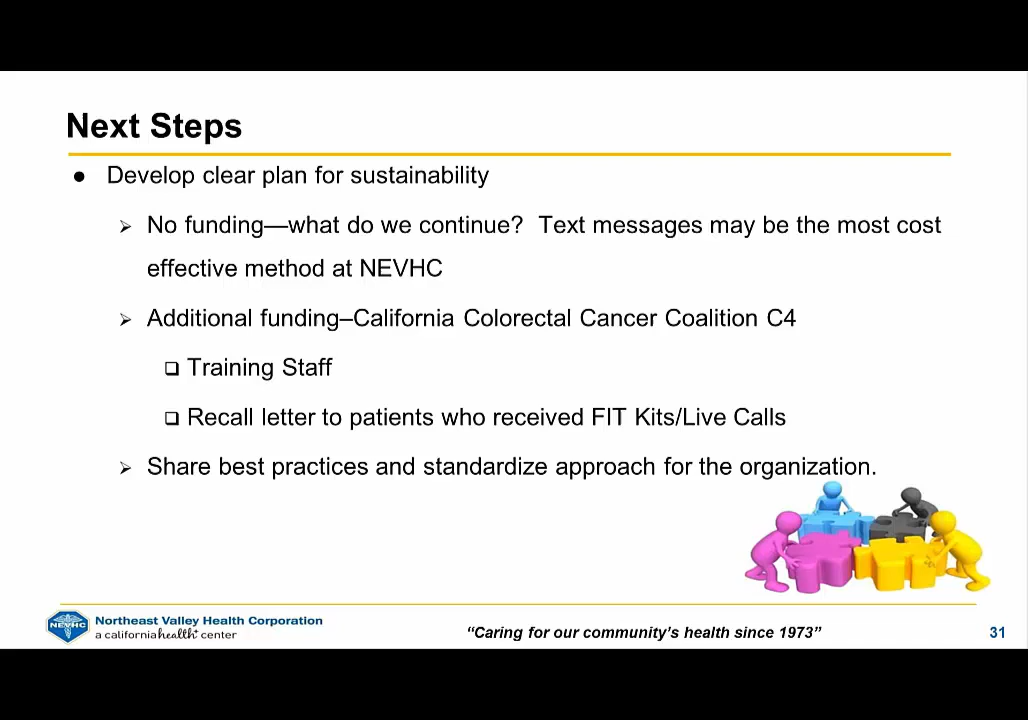 Next Steps
● Develop clear plan for sustainability
➢ No funding—what do we continue?  Text messages may be the most cost
effective method at NEVHC
➢ Additional funding–California Colorectal Cancer Coalition C4
❑ Training Staff
❑ Recall letter to patients who received FIT Kits/Live Calls
➢ Share best practices and standardize approach for the organization.
NEVHC
Northeast Valley Health Corporation
a california health+ center
“Caring for our community’s health since 1973”
31